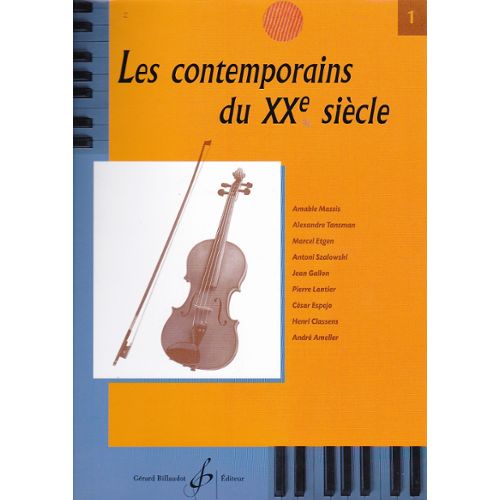 1
Les contemporains
du XXe siècle
Amable Massis
Alexandre Tansman
Marcel Etgen
Antoni Szalowski
Jean Gallon
Pierre Lantier
César Espejo
Henri Classens
André Ameller
Gérard Billaudot Éditeur